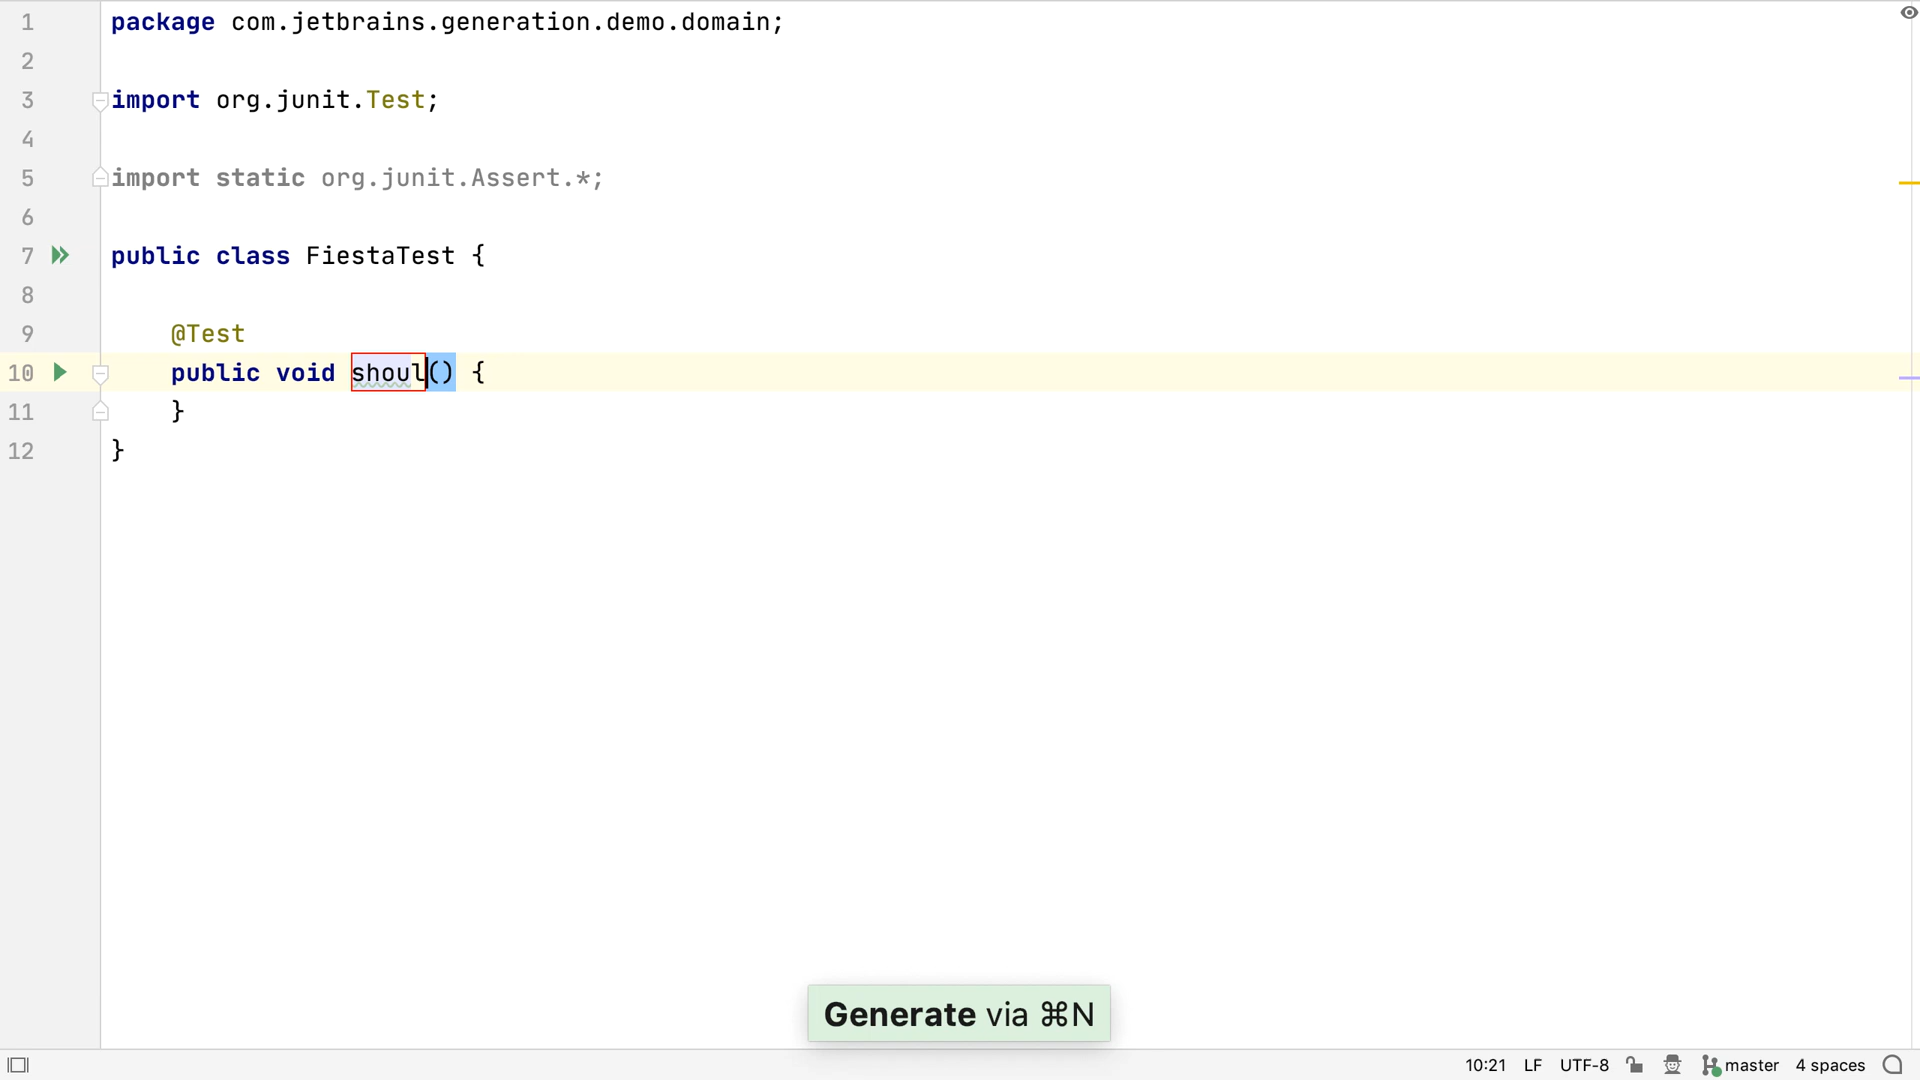 1 package com.jetbrains.generation.demo.domain;
2
3 import org.junit.Test;
4
5 import static org.junit.Assert.*;
6
7 public class FiestaTest {
8
9 @Test
10 public void shoul() {
11 }
12 }
Generate via ⌘N
10:21 LF UTF-8 master 4 spaces